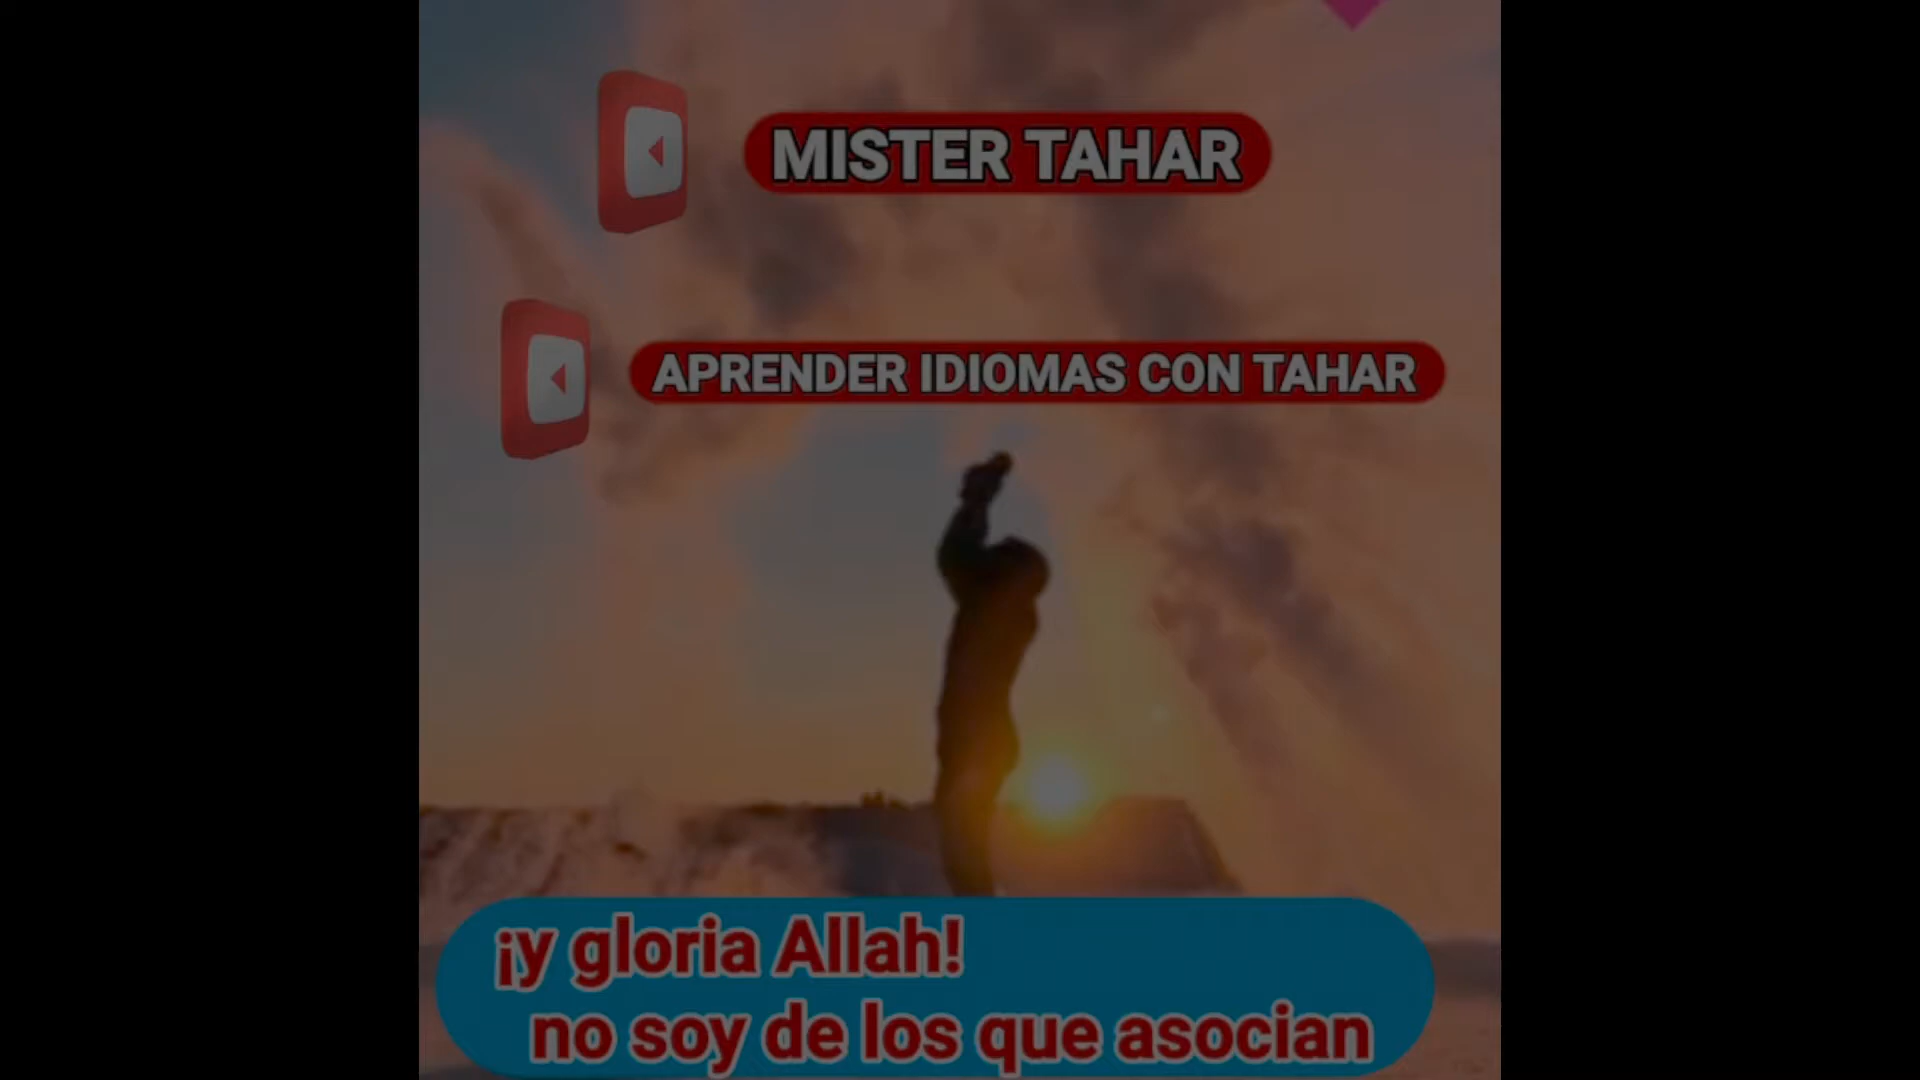 MISTER TAHAR
APRENDER IDIOMAS CON TAHAR
¡y gloria Allah!
no soy de los que asocian